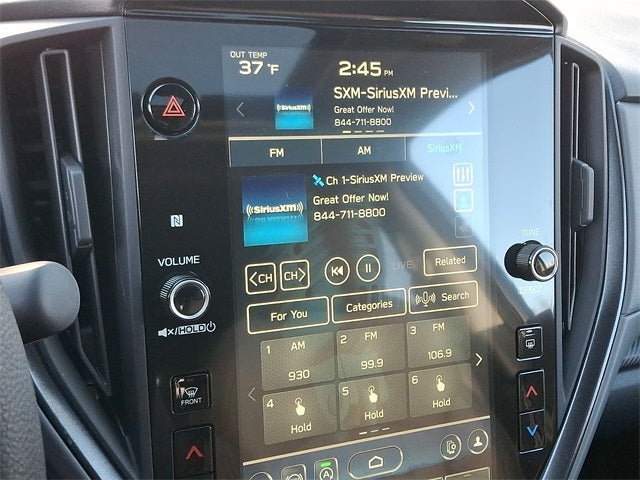 OUT TEMP
37 °F
2:45 PM
SXM-SiriusXM Previ...
Great Offer Now!
844-711-8800
((SiriusXM))
FM
AM
SiriusXM
Ch 1-SiriusXM Preview
Great Offer Now!
844-711-8800
((SiriusXM))
N
VOLUME
TUNE
HOLD
FRONT
CH
CH
LIVE
Related
For You
Categories
Search
1
AM
930
2
FM
99.9
3
FM
106.9
4
Hold
5
Hold
6
Hold
A